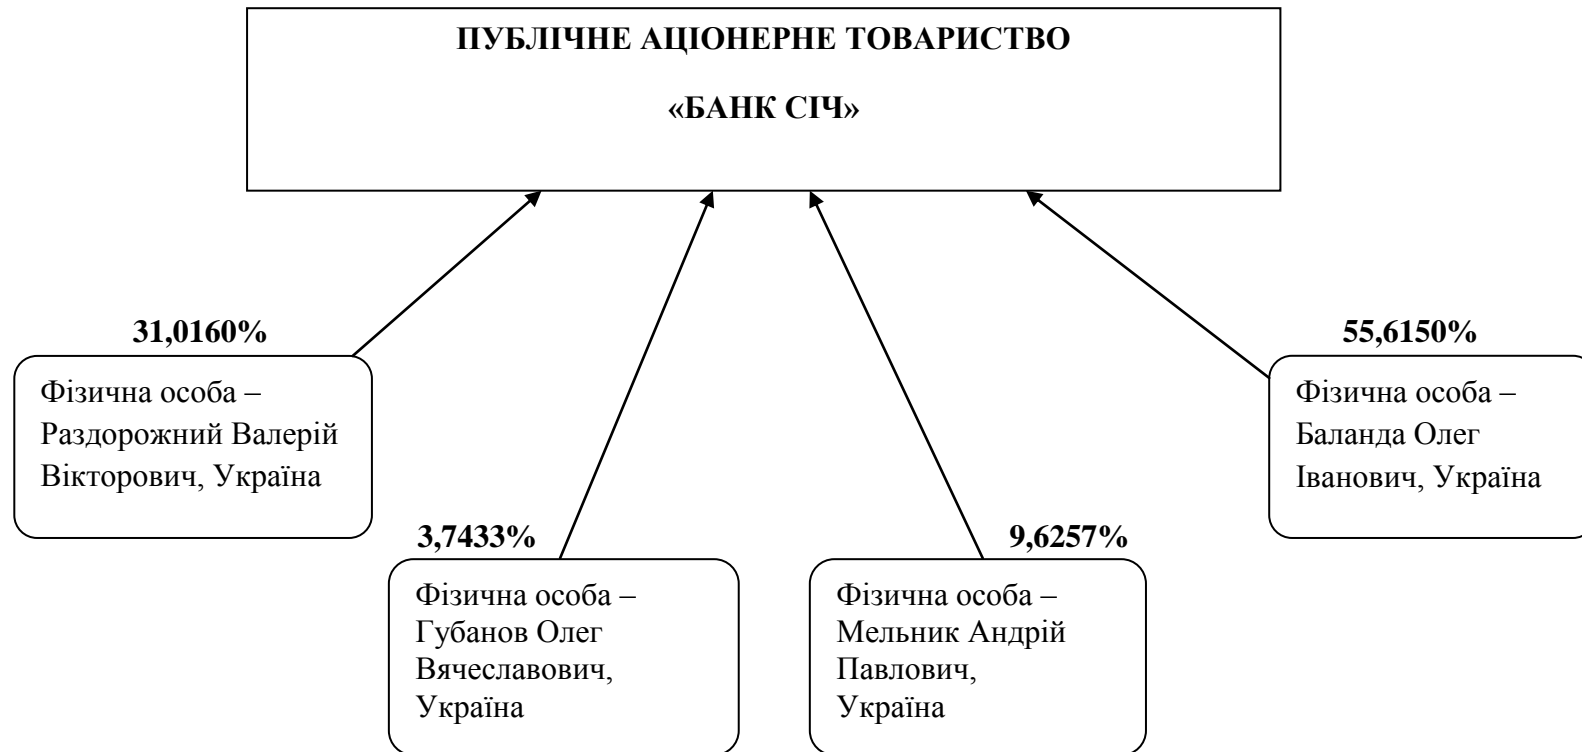 ПУБЛІЧНЕ АЦІОНЕРНЕ ТОВАРИСТВО
«БАНК СІЧ»
31,0160%
Фізична особа –
Раздорожний Валерій
Вікторович, Україна
3,7433%
Фізична особа –
Губанов Олег
Вячеславович,
Україна
9,6257%
Фізична особа –
Мельник Андрій
Павлович,
Україна
55,6150%
Фізична особа –
Баланда Олег
Іванович, Україна